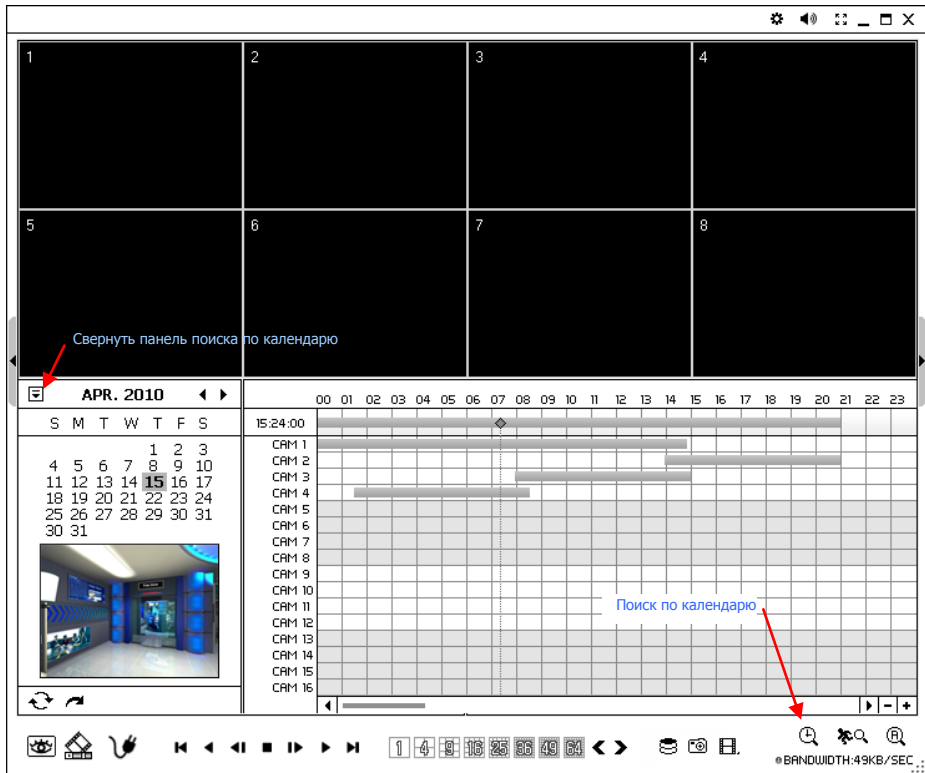 1 2 3 4
5 6 7 8
Свернуть панель поиска по календарю
APR. 2010
00 01 02 03 04 05 06 07 08 09 10 11 12 13 14 15 16 17 18 19 20 21 22 23
S M T W T F S
15:24:00
1 2 3
4 5 6 7 8 9 10
11 12 13 14 15 16 17
18 19 20 21 22 23 24
25 26 27 28 29 30 31
30 31
CAM 1
CAM 2
CAM 3
CAM 4
CAM 5
CAM 6
CAM 7
CAM 8
CAM 9
CAM 10
CAM 11
CAM 12
CAM 13
CAM 14
CAM 15
CAM 16
Поиск по календарю
1 4 9 16 25 36 49 64
BANDWIDTH:49KB/SEC